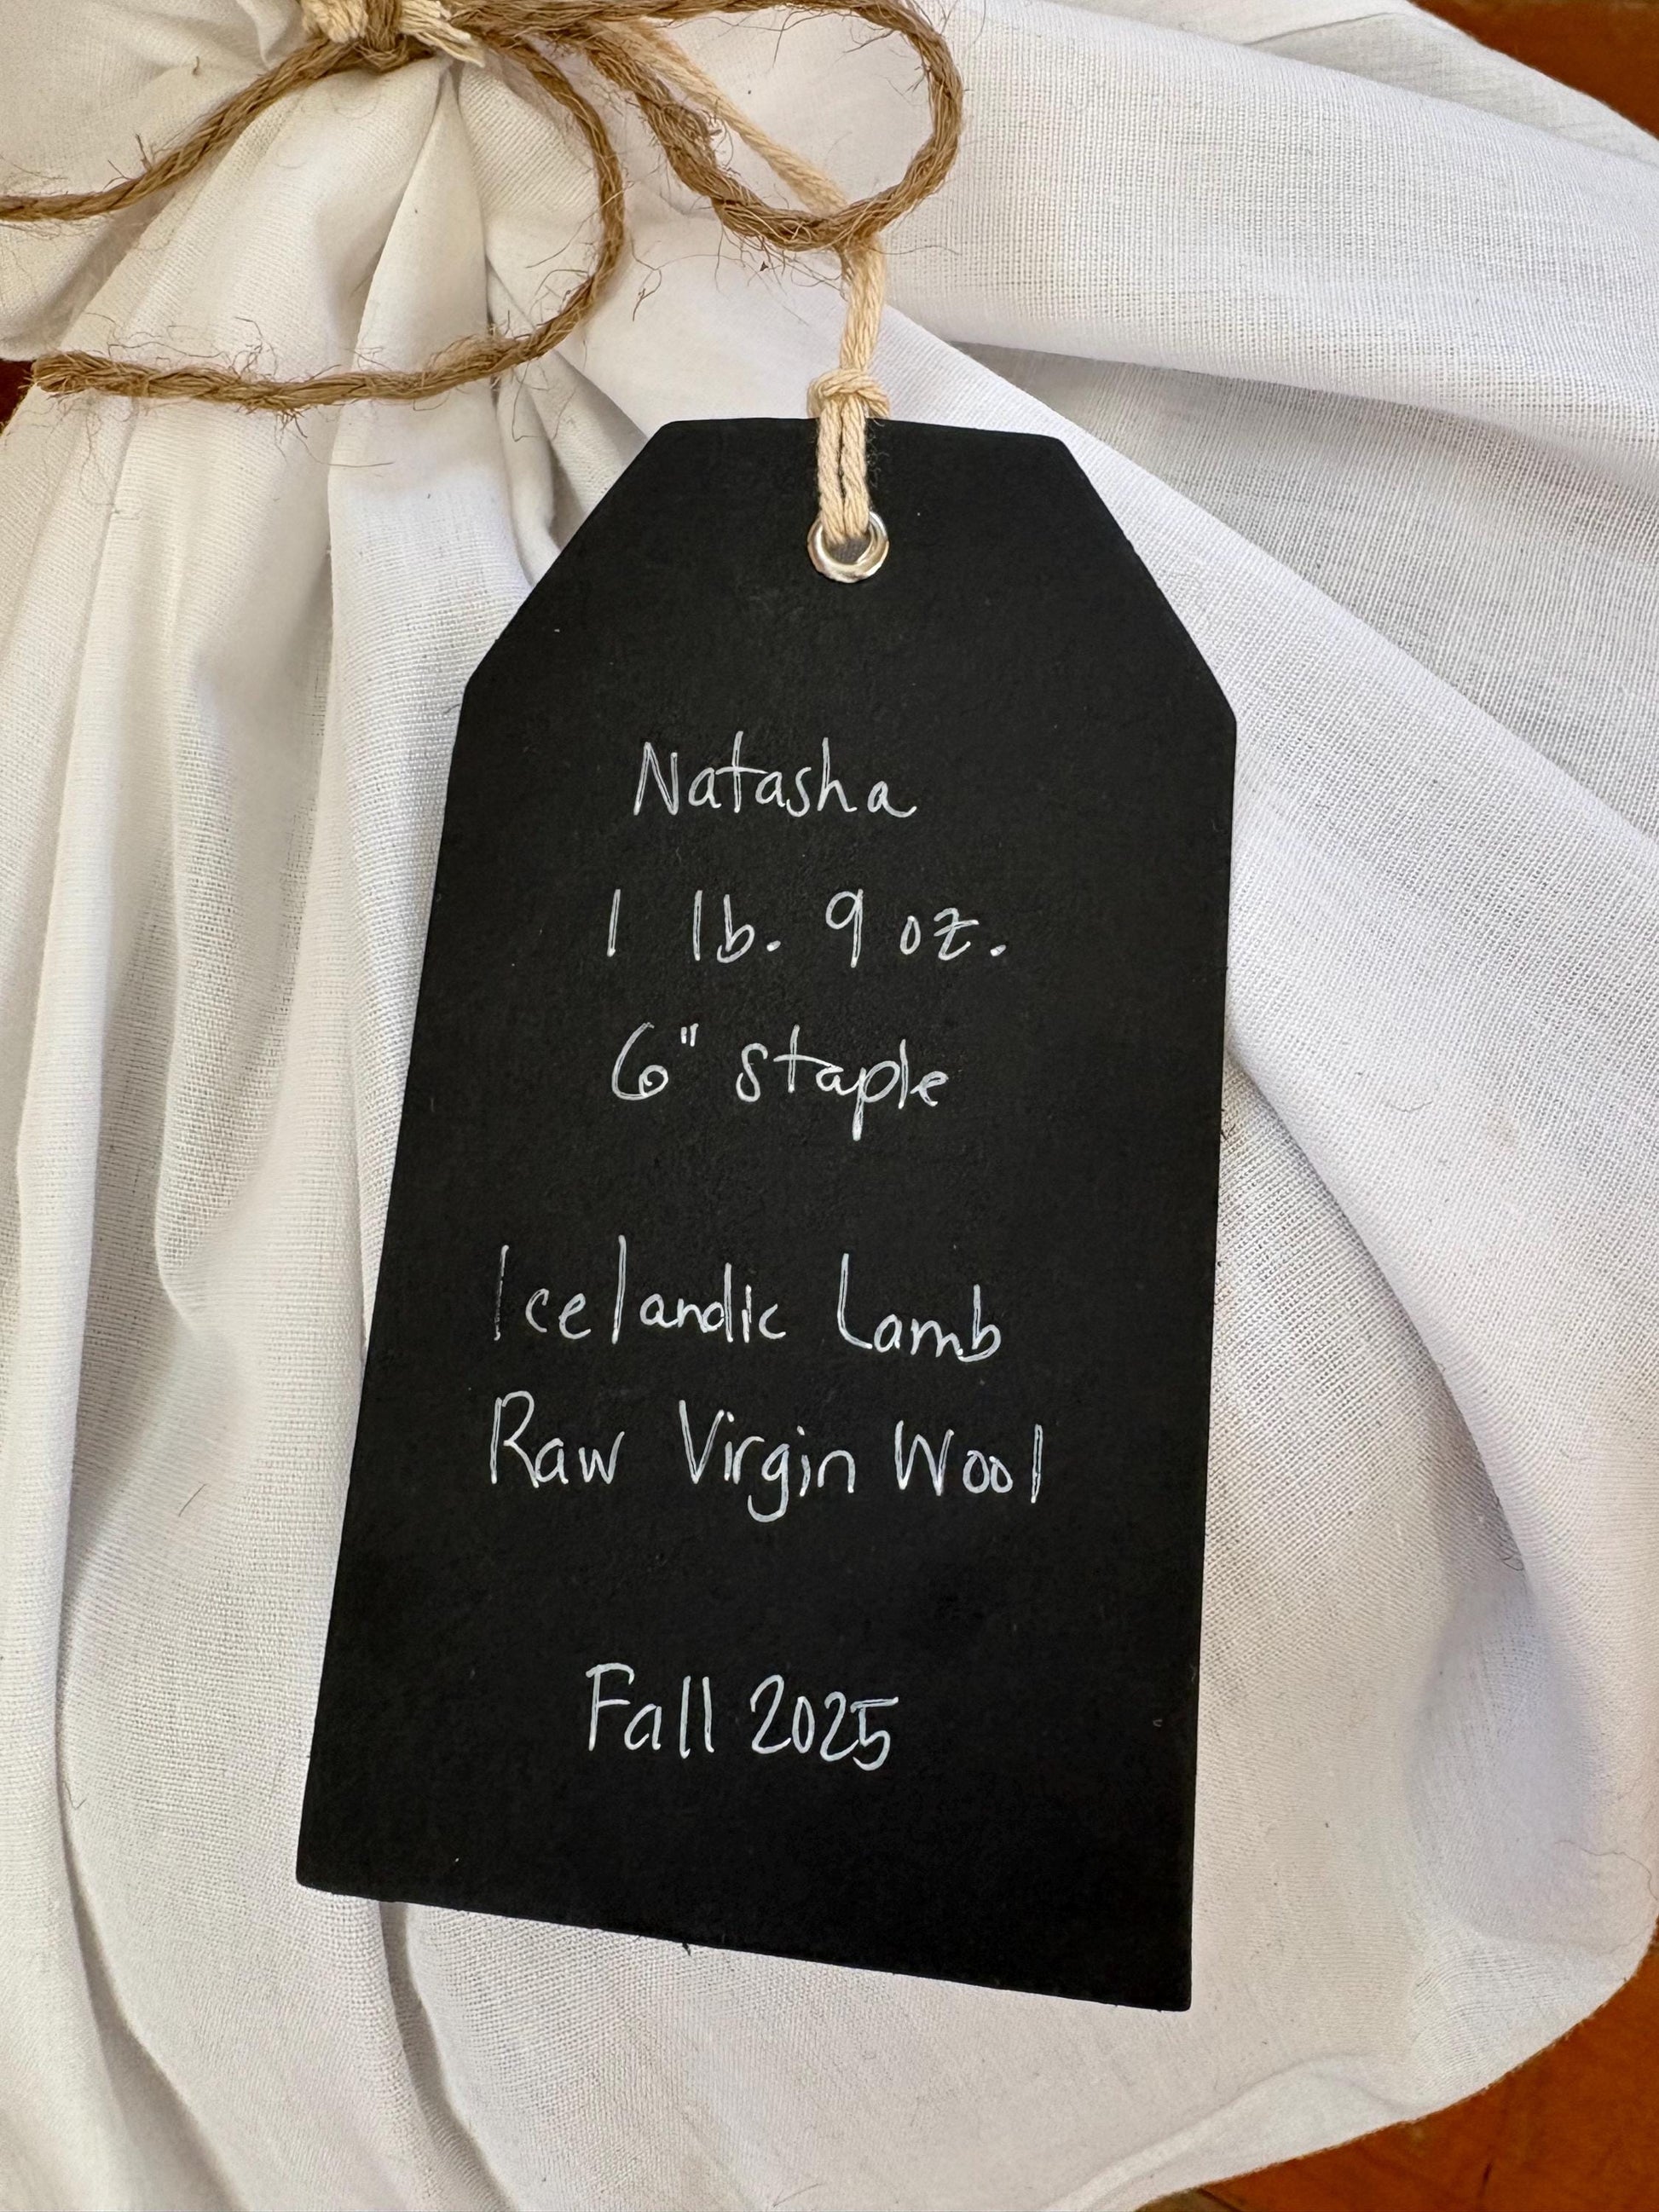 Natasha
1 lb. 9 oz.
6" staple
Icelandic Lamb
Raw Virgin Wool
Fall 2025